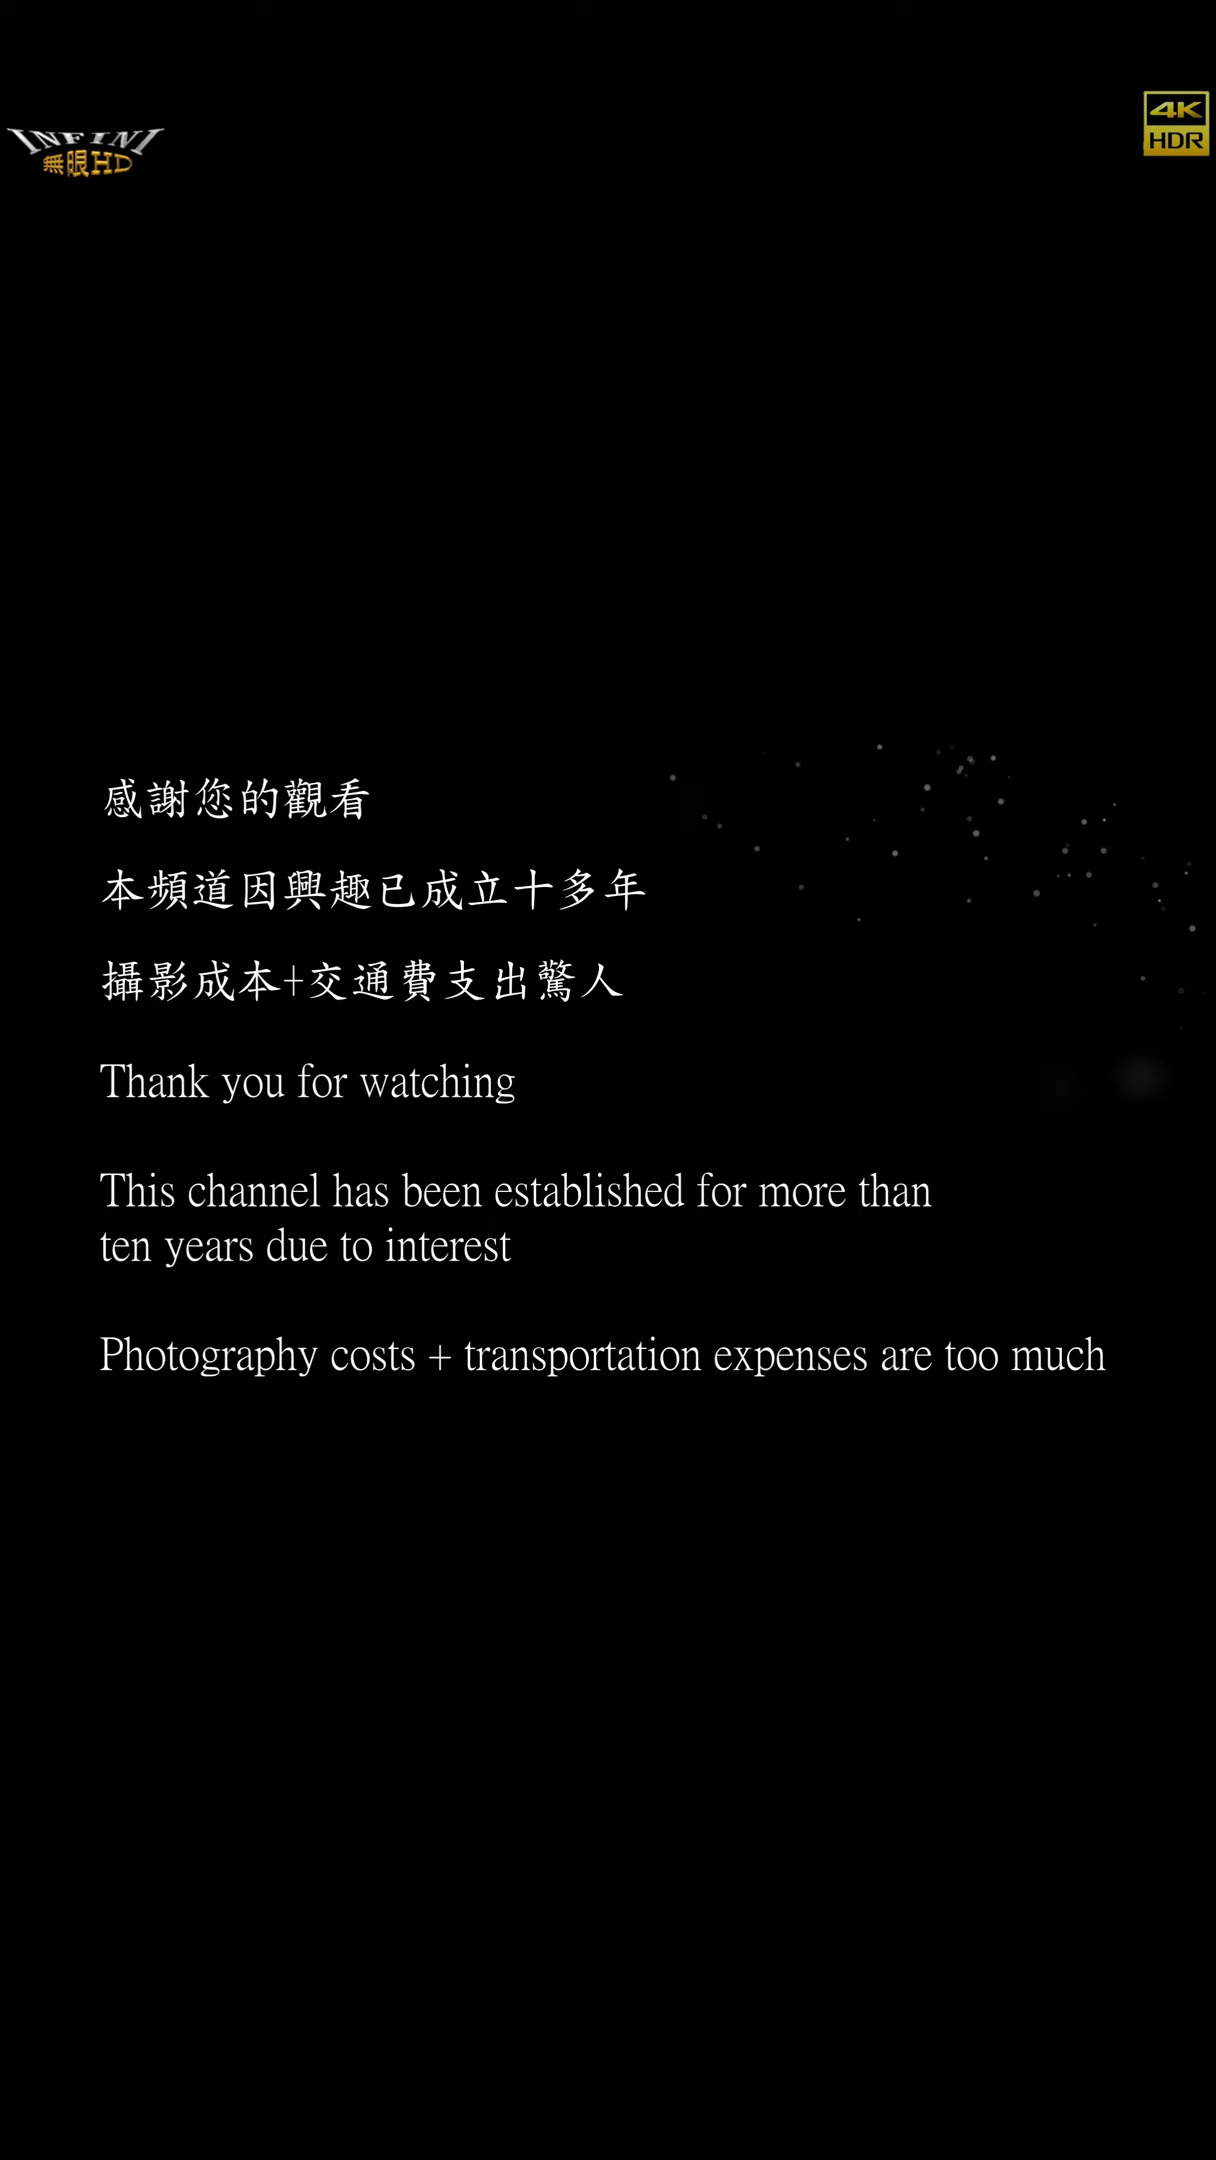 INFINI
無限HD
4K
HDR
感謝您的觀看
本頻道因興趣已成立十多年
攝影成本+交通費支出驚人
Thank you for watching
This channel has been established for more than
ten years due to interest
Photography costs + transportation expenses are too much